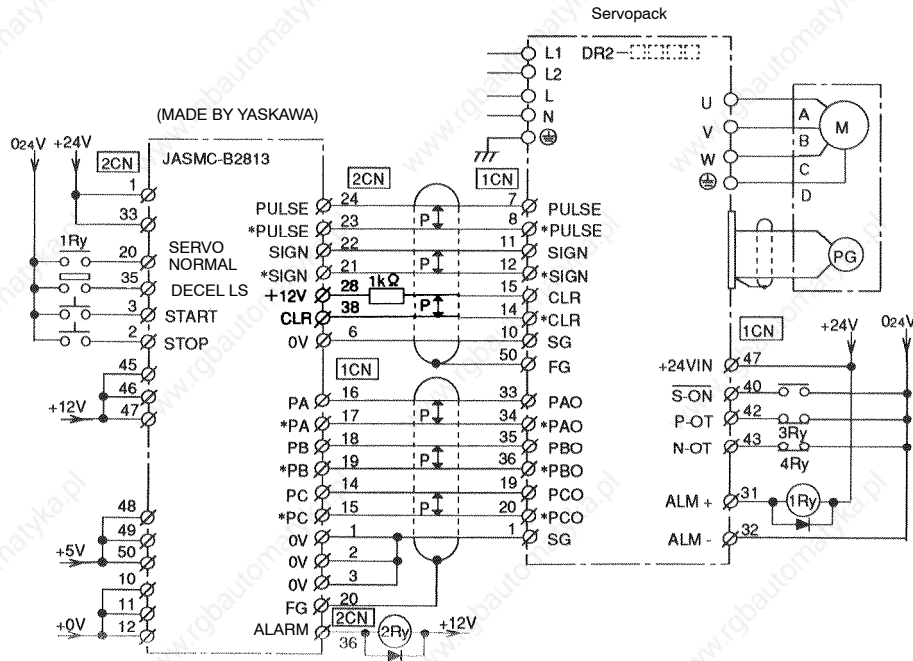 Servopack
L1 DR2
L2
L
N
(MADE BY YASKAWA)
U
V
W
A
B
C
D
M
PG
024V +24V
2CN
JASMC-B2813
1
33
1Ry
20 SERVO NORMAL
35 DECEL LS
3 START
2 STOP
45
46
+12V 47
48
49
+5V 50
10
11
+0V 12
2CN 1CN
PULSE 24 7 PULSE
*PULSE 23 P 8 *PULSE
SIGN 22 11 SIGN
*SIGN 21 P 12 *SIGN
+12V 28 1kΩ 15 CLR
CLR 38 P 14 *CLR
0V 6 10 SG
50 FG
1CN
PA 16 33 PAO
*PA 17 P 34 *PAO
PB 18 35 PBO
*PB 19 P 36 *PBO
PC 14 19 PCO
*PC 15 P 20 *PCO
0V 1 1 SG
0V 2
0V 3
FG 20
2CN
ALARM 36 2Ry +12V
1CN +24V 024V
+24VIN 47
S-ON 40
P-OT 42
3Ry
N-OT 43
4Ry
ALM + 31 1Ry
ALM - 32
www.rgbautomatyka.pl